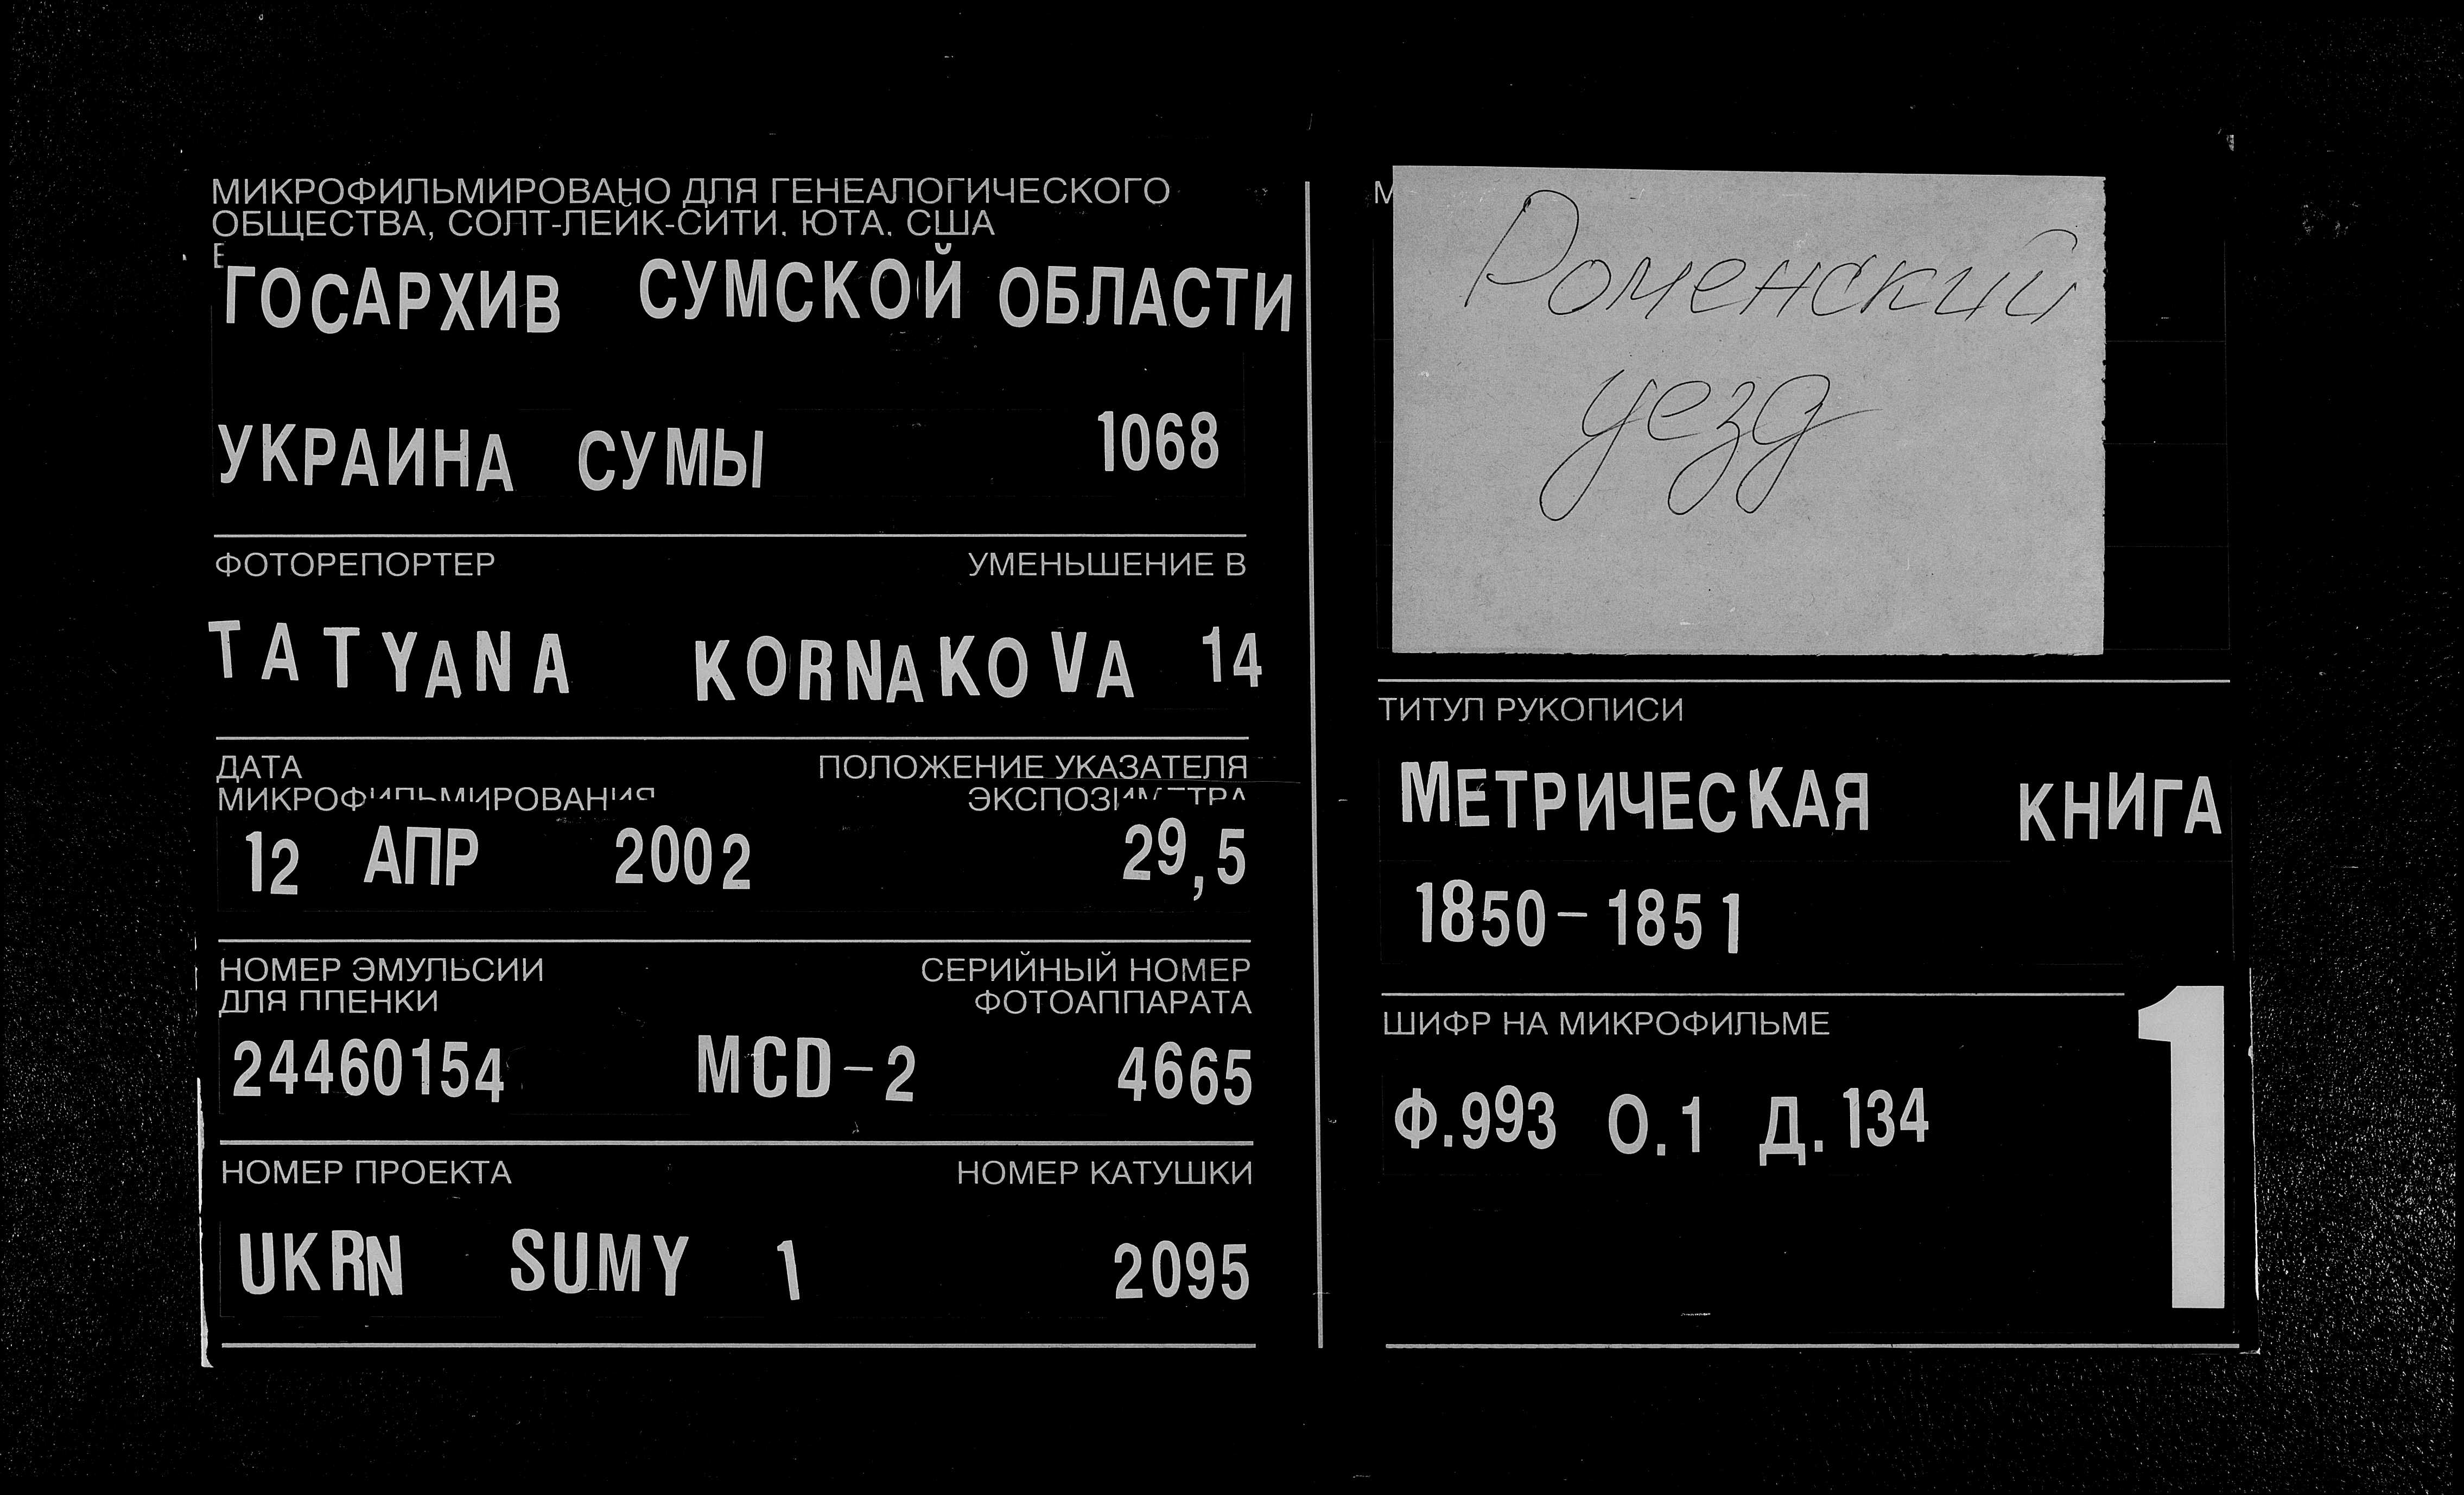 МИКРОФИЛЬМИРОВАНО ДЛЯ ГЕНЕАЛОГИЧЕСКОГО
ОБЩЕСТВА, СОЛТ-ЛЕЙК-СИТИ, ЮТА, США
ГОСАРХИВ СУМСКОЙ ОБЛАСТИ
УКРАИНА СУМЫ 1068
ФОТОРЕПОРТЕР УМЕНЬШЕНИЕ В
TATYANA KORNAKOVA 14
ДАТА ПОЛОЖЕНИЕ УКАЗАТЕЛЯ
МИКРОФИЛЬМИРОВАНИЯ ЭКСПОЗИМЕТРА
12 АПР 2002 29,5
НОМЕР ЭМУЛЬСИИ СЕРИЙНЫЙ НОМЕР
ДЛЯ ПЛЕНКИ ФОТОАППАРАТА
24460154 MCD-2 4665
НОМЕР ПРОЕКТА НОМЕР КАТУШКИ
UKRN SUMY 1 2095
Роменский
уезд
ТИТУЛ РУКОПИСИ
МЕТРИЧЕСКАЯ КНИГА
1850-1851
ШИФР НА МИКРОФИЛЬМЕ
Ф.993 О.1 Д.134
1